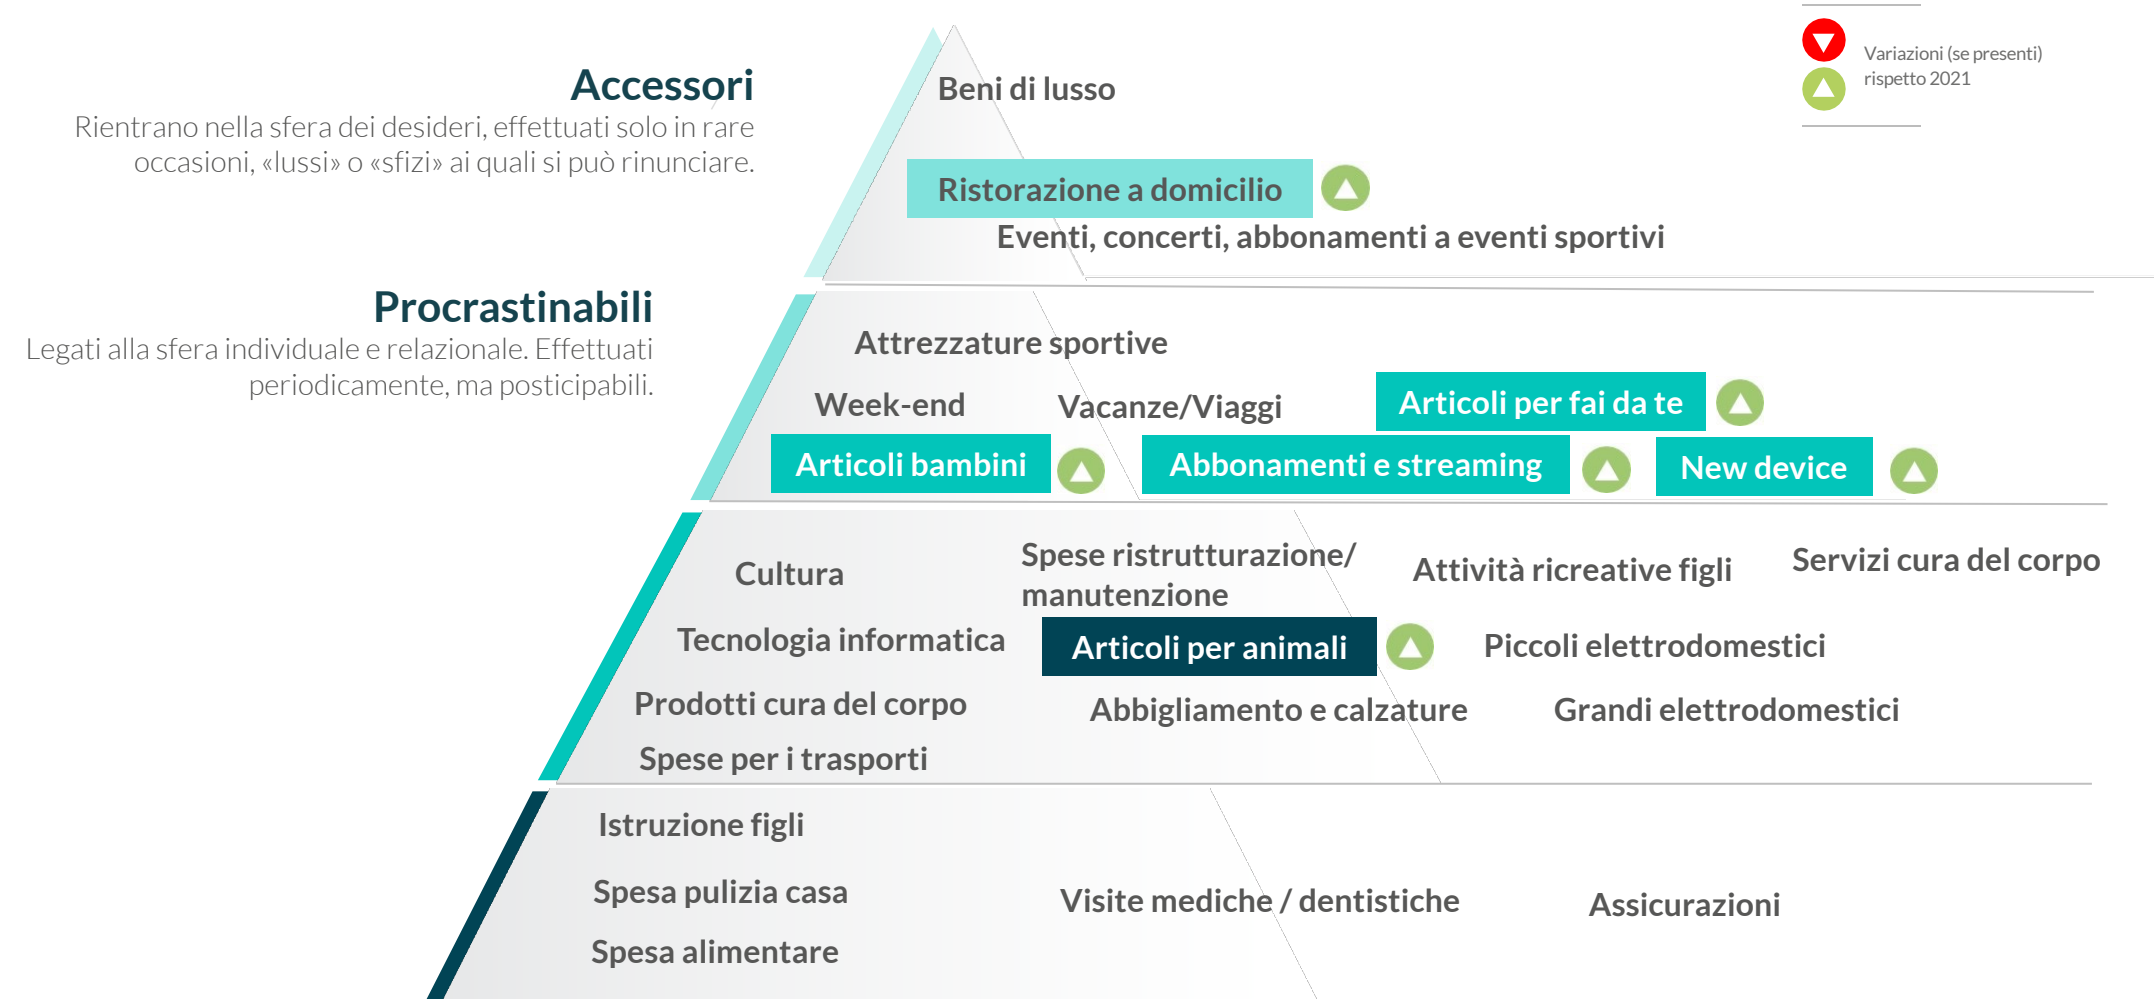 Variazioni (se presenti)
rispetto 2021
Accessori
Rientrano nella sfera dei desideri, effettuati solo in rare
occasioni, «lussi» o «sfizi» ai quali si può rinunciare.
Beni di lusso
Ristorazione a domicilio
Eventi, concerti, abbonamenti a eventi sportivi
Procrastinabili
Legati alla sfera individuale e relazionale. Effettuati
periodicamente, ma posticipabili.
Attrezzature sportive
Week-end
Vacanze/Viaggi
Articoli per fai da te
Articoli bambini
Abbonamenti e streaming
New device
Cultura
Spese ristrutturazione/
manutenzione
Attività ricreative figli
Servizi cura del corpo
Tecnologia informatica
Articoli per animali
Piccoli elettrodomestici
Prodotti cura del corpo
Abbigliamento e calzature
Grandi elettrodomestici
Spese per i trasporti
Istruzione figli
Spesa pulizia casa
Visite mediche / dentistiche
Assicurazioni
Spesa alimentare